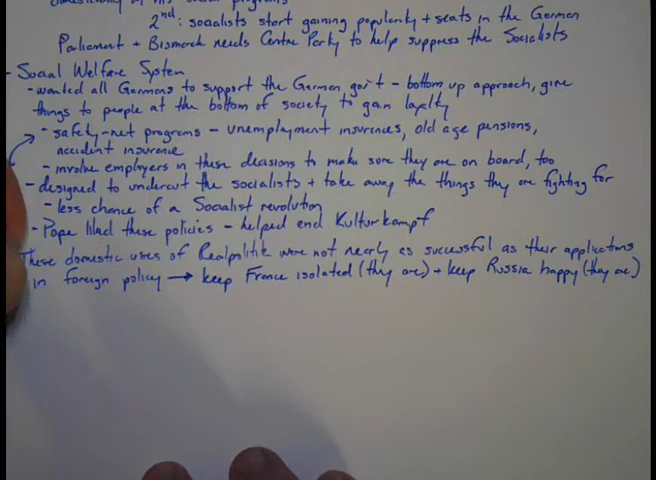 2nd: socialists start gaining popularity + seats in the German
Parliament + Bismarck needs Centre Party to help suppress the Socialists
- Social Welfare System
- wanted all Germans to support the German gov't - bottom up approach, give
things to people at the bottom of society to gain loyalty
- safety-net programs - unemployment insurances, old age pensions,
accident insurance
- involve employers in these decisions to make sure they are on board, too
- designed to undercut the socialists + take away the things they are fighting for
- less chance of a Socialist revolution
- Pope liked these policies - helped end Kulturkampf
These domestic uses of Realpolitik were not nearly as successful as their applications
in foreign policy → keep France isolated (they are) + keep Russia happy (they are)